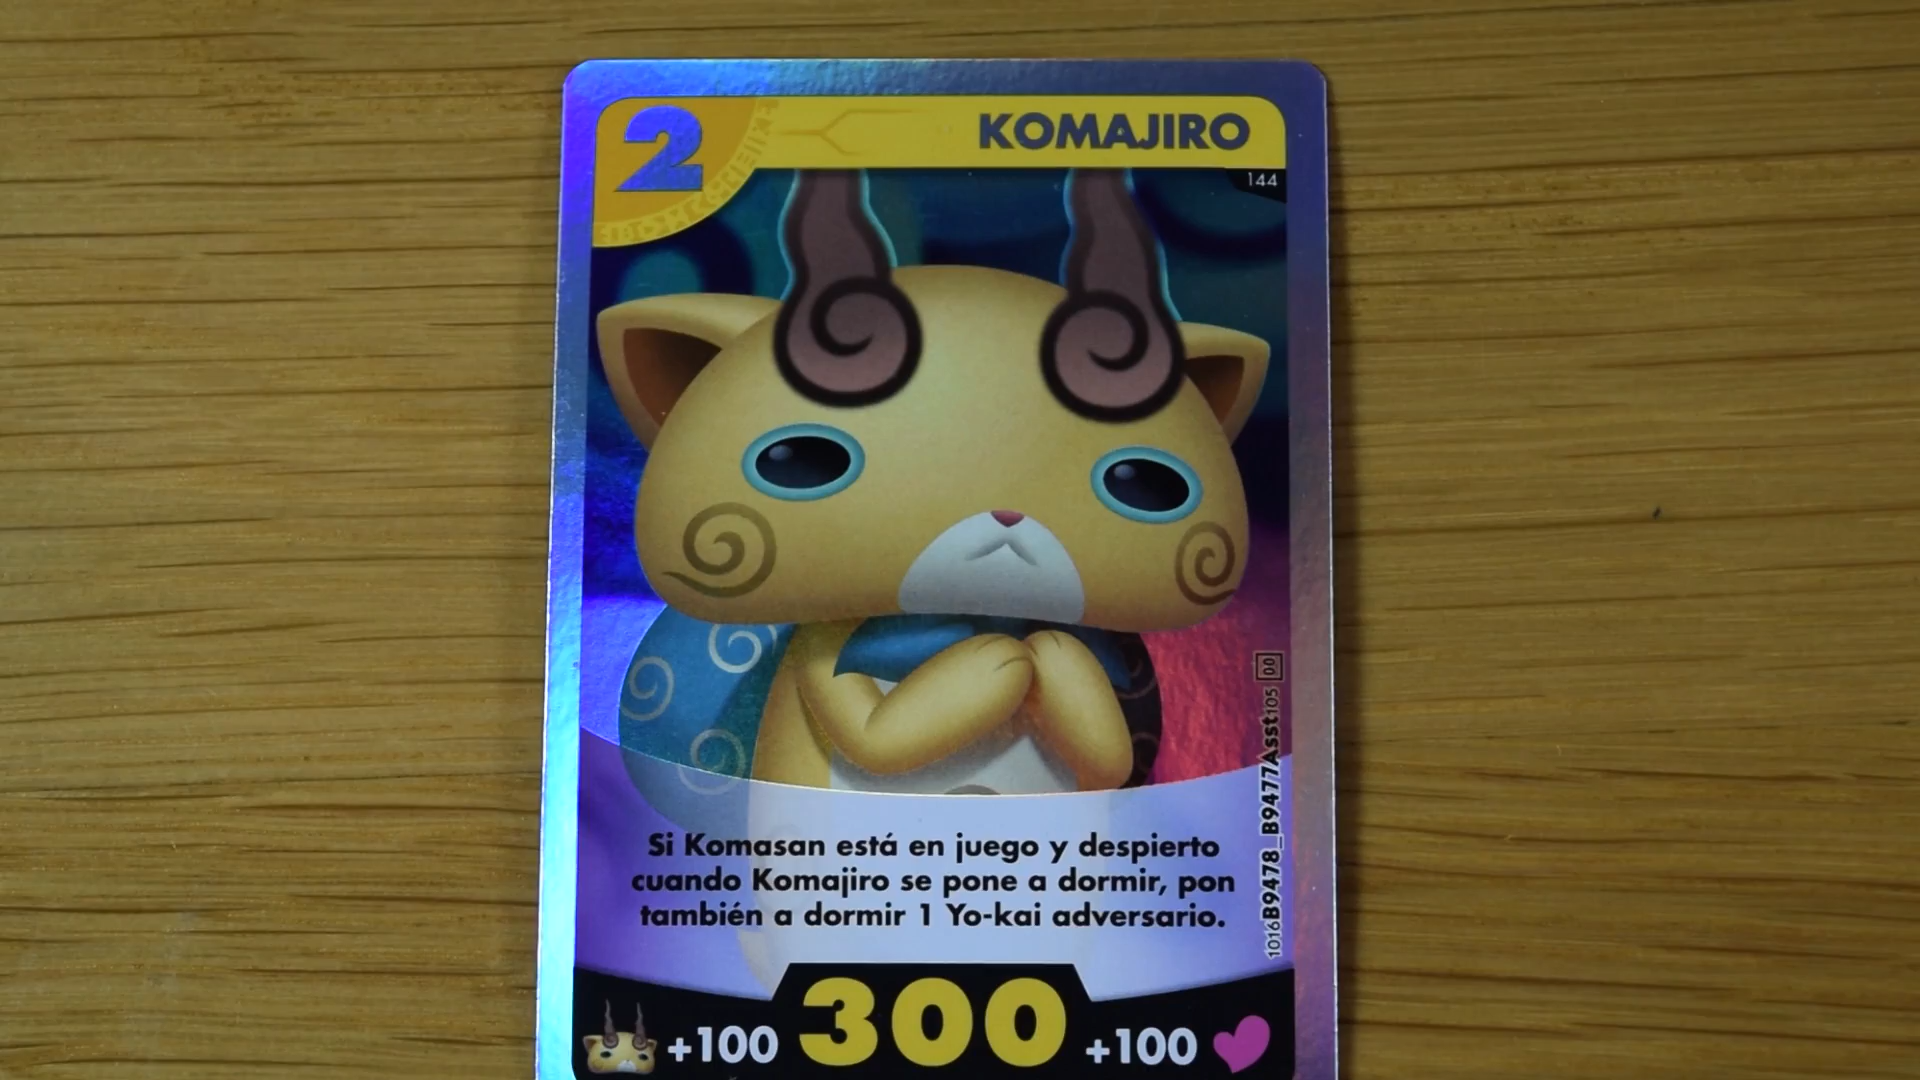 2
KOMAJIRO
144
Si Komasan está en juego y despierto
cuando Komajiro se pone a dormir, pon
también a dormir 1 Yo-kai adversario.
1016B9478_B9477Asst105 00
+100 300 +100